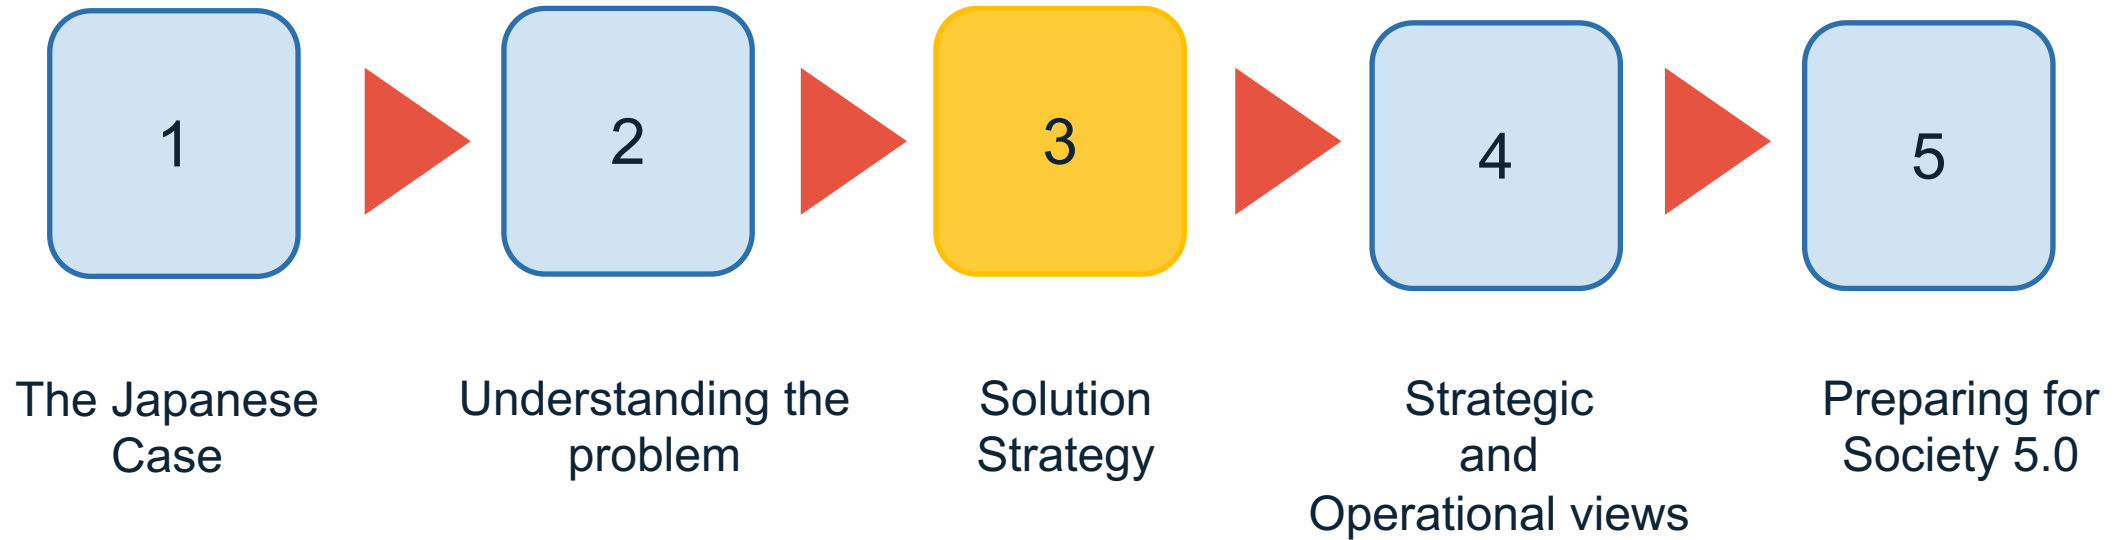 1
2
3
4
5
The Japanese
Case
Understanding the
problem
Solution
Strategy
Strategic
and
Operational views
Preparing for
Society 5.0